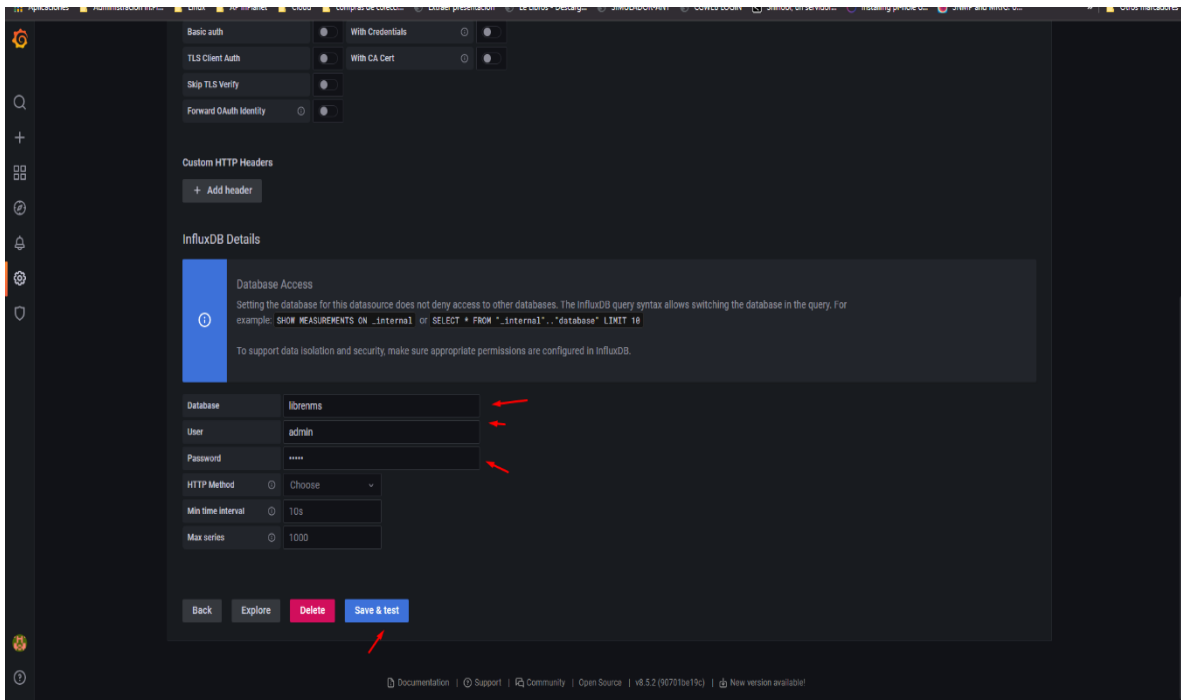 Aplicaciones Linux Cloud
Basic auth With Credentials
TLS Client Auth With CA Cert
Skip TLS Verify
Forward OAuth Identity
Custom HTTP Headers
+ Add header
InfluxDB Details
Database Access
Setting the database for this datasource does not deny access to other databases. The InfluxDB query syntax allows switching the database in the query. For
example: SHOW MEASUREMENTS ON _internal or SELECT * FROM "_internal".."database" LIMIT 10
To support data isolation and security, make sure appropriate permissions are configured in InfluxDB.
Database librenms
User admin
Password •••••
HTTP Method Choose
Min time interval 10s
Max series 1000
Back Explore Delete Save & test
Documentation | Support | Community | Open Source | v8.5.2 (90701be19c) | New version available!